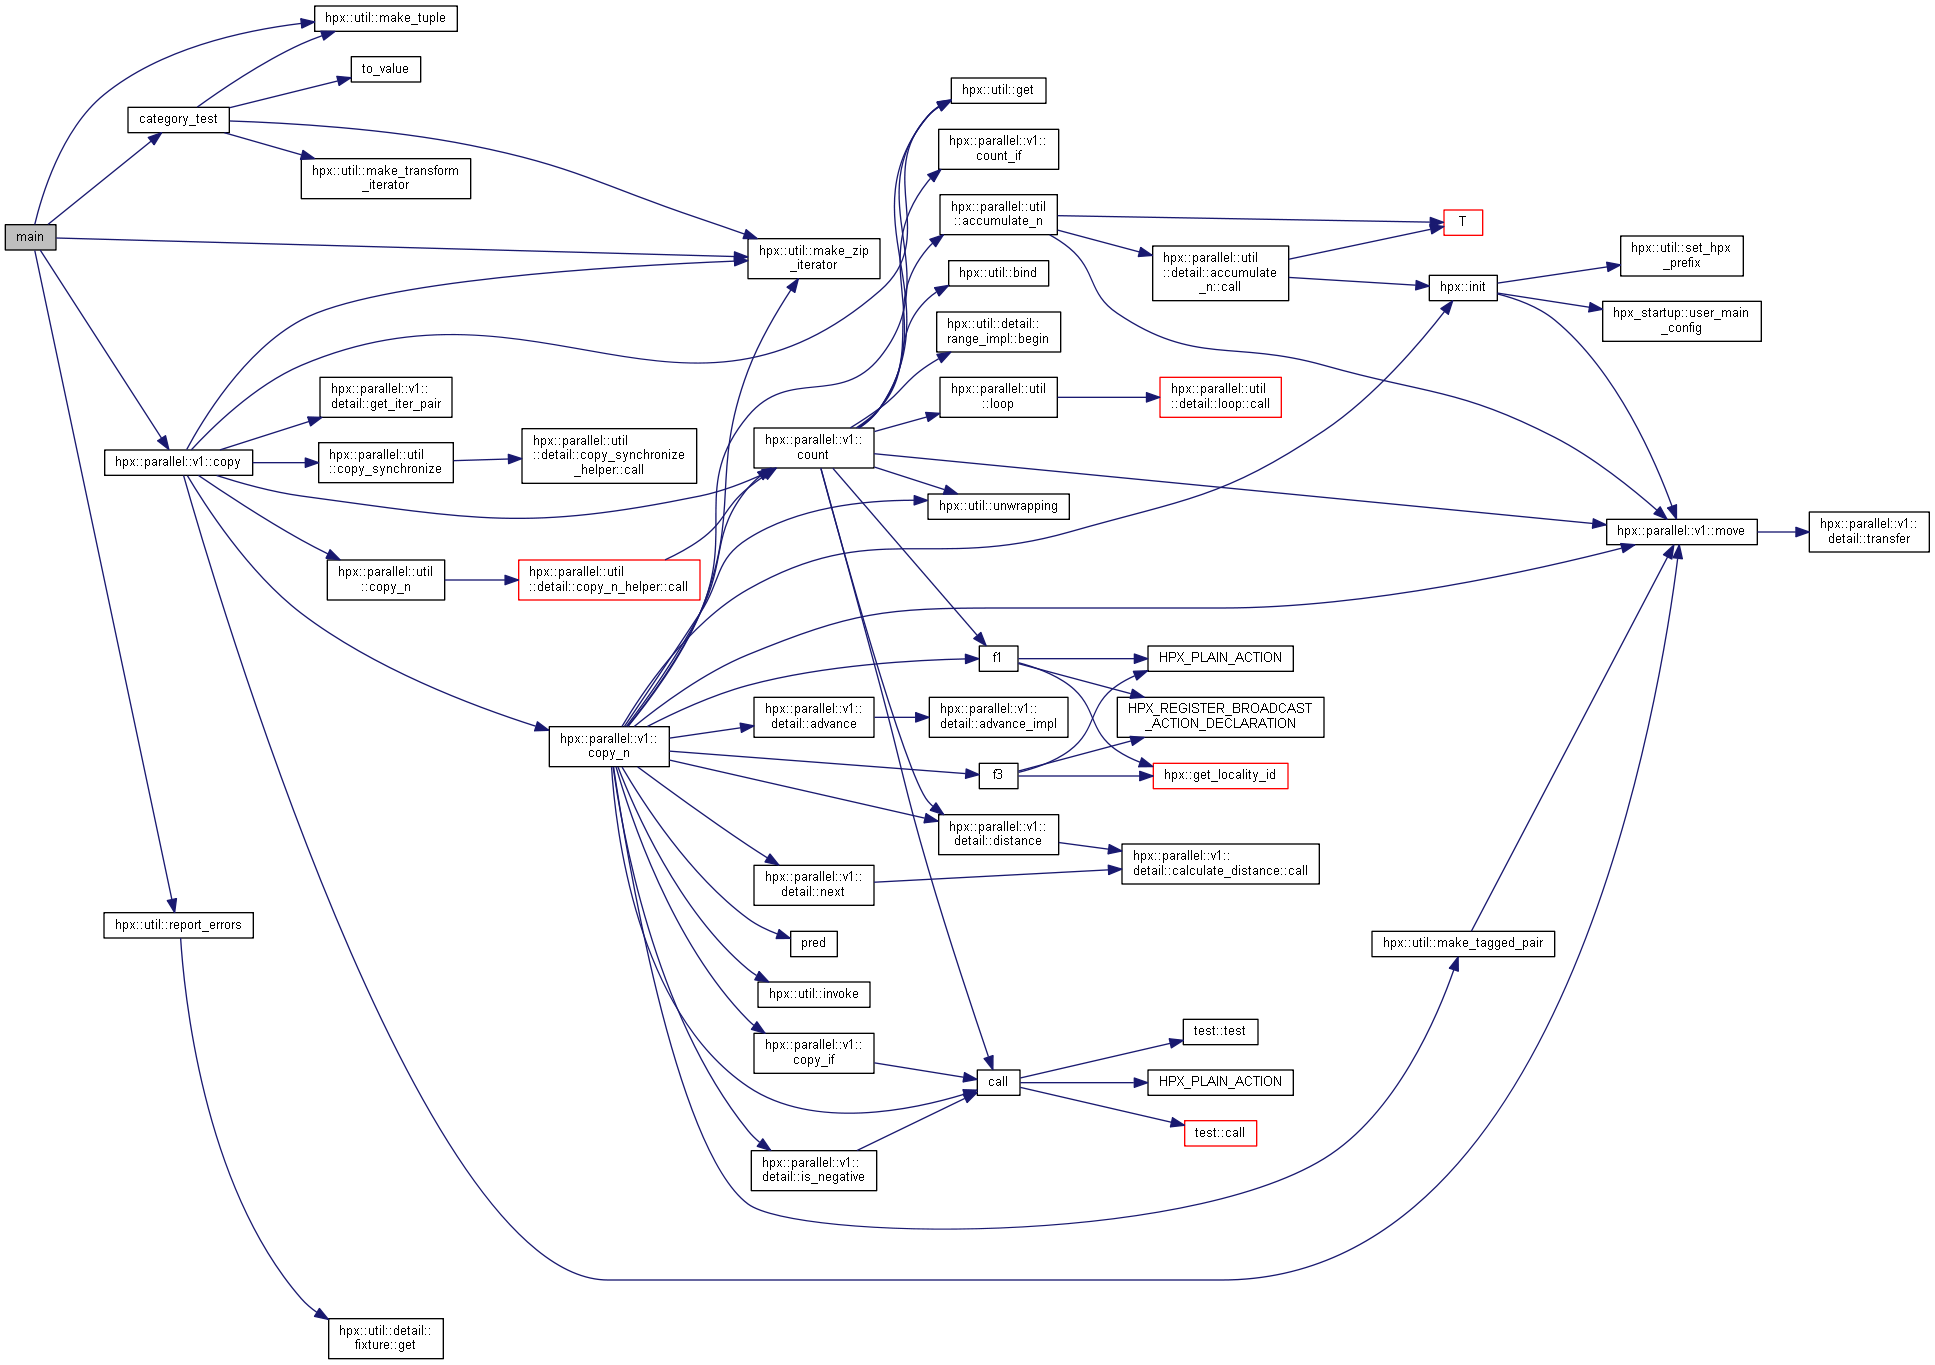 hpx::util::make_tuple
to_value
category_test
hpx::util::make_transform
_iterator
main
hpx::util::make_zip
_iterator
hpx::util::get
hpx::parallel::v1::
count_if
hpx::parallel::util
::accumulate_n
T
hpx::parallel::util
::detail::accumulate
_n::call
hpx::util::bind
hpx::init
hpx::util::set_hpx
_prefix
hpx_startup::user_main
_config
hpx::util::detail::
range_impl::begin
hpx::parallel::v1::
detail::get_iter_pair
hpx::parallel::util
::loop
hpx::parallel::util
::detail::loop::call
hpx::parallel::v1::copy
hpx::parallel::util
::copy_synchronize
hpx::parallel::util
::detail::copy_synchronize
_helper::call
hpx::parallel::v1::
count
hpx::util::unwrapping
hpx::parallel::v1::move
hpx::parallel::v1::
detail::transfer
hpx::parallel::util
::copy_n
hpx::parallel::util
::detail::copy_n_helper::call
f1
HPX_PLAIN_ACTION
HPX_REGISTER_BROADCAST
_ACTION_DECLARATION
hpx::parallel::v1::
detail::advance
hpx::parallel::v1::
detail::advance_impl
hpx::parallel::v1::
copy_n
f3
hpx::get_locality_id
hpx::parallel::v1::
detail::distance
hpx::parallel::v1::
detail::calculate_distance::call
hpx::parallel::v1::
detail::next
hpx::util::report_errors
pred
hpx::util::make_tagged_pair
hpx::util::invoke
hpx::parallel::v1::
copy_if
test::test
call
HPX_PLAIN_ACTION
test::call
hpx::parallel::v1::
detail::is_negative
hpx::util::detail::
fixture::get